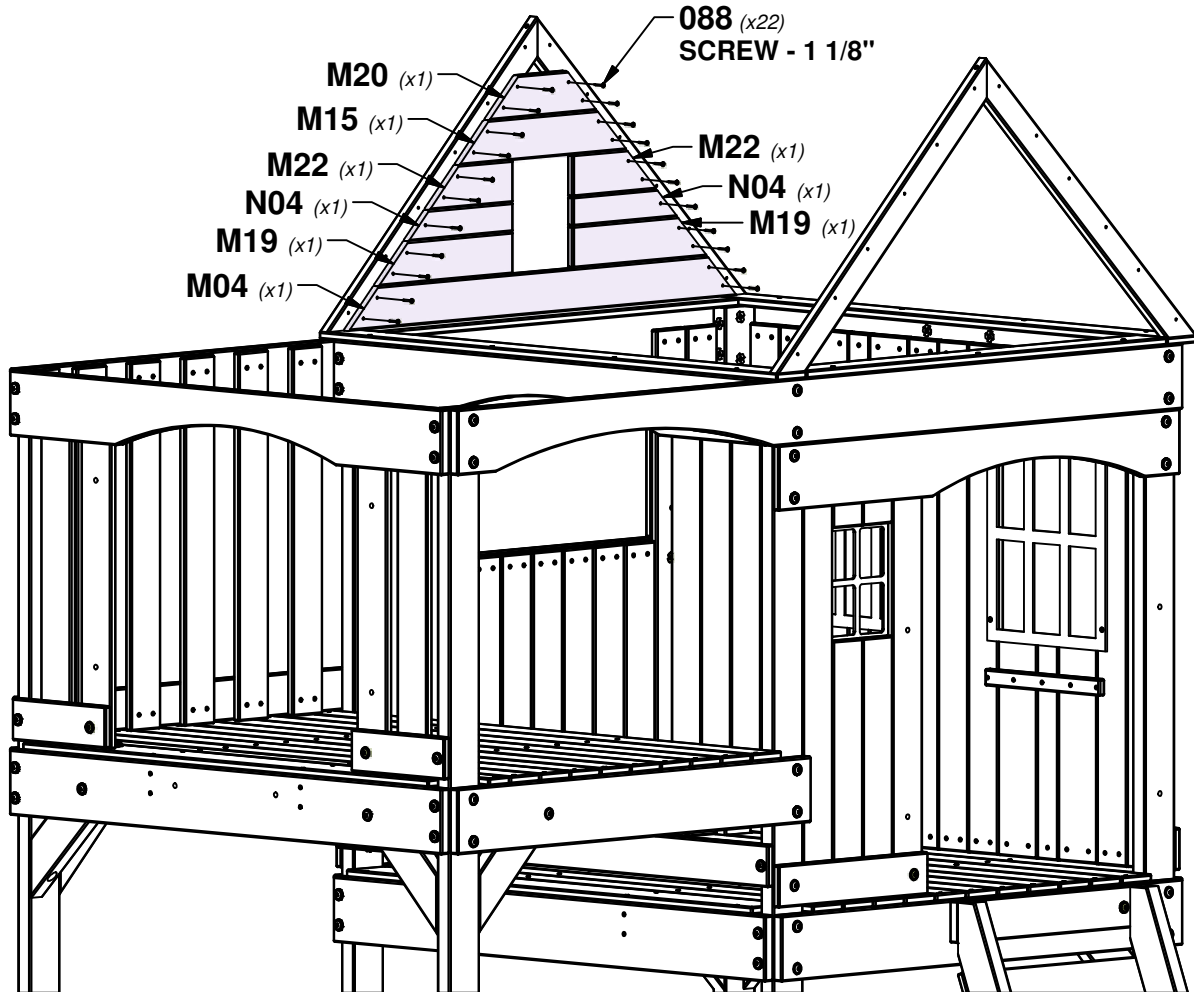 088 (x22)
SCREW - 1 1/8"
M20 (x1)
M15 (x1)
M22 (x1)
N04 (x1)
M19 (x1)
M04 (x1)
M22 (x1)
N04 (x1)
M19 (x1)